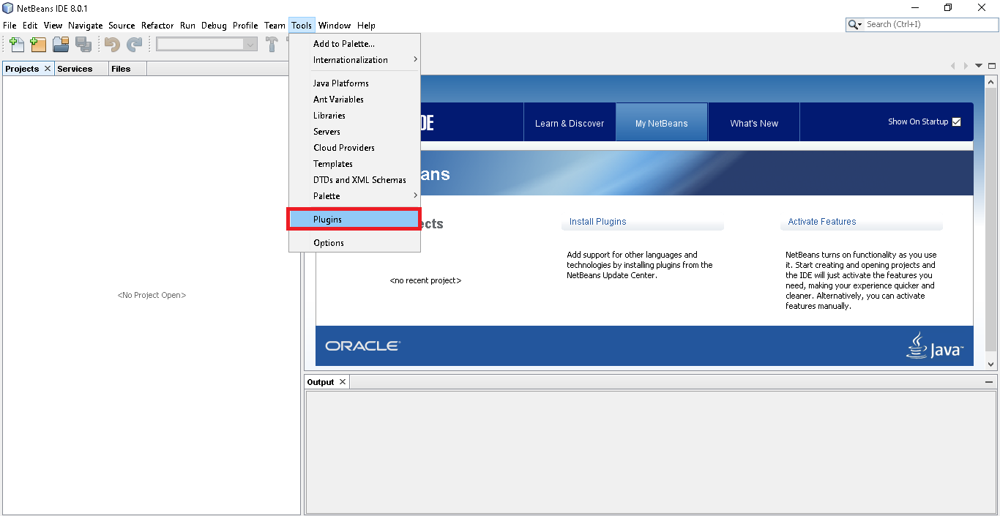 NetBeans IDE 8.0.1
File Edit View Navigate Source Refactor Run Debug Profile Team Tools Window Help
Search (Ctrl+I)
Add to Palette...
Internationalization
Java Platforms
Ant Variables
Libraries
Servers
Cloud Providers
Templates
DTDs and XML Schemas
Palette
Plugins
Options
Projects Services Files
<No Project Open>
DE
Learn & Discover My NetBeans What's New Show On Startup
ans
ects
<no recent project>
Install Plugins
Add support for other languages and
technologies by installing plugins from the
NetBeans Update Center.
Activate Features
NetBeans turns on functionality as you use
it. Start creating and opening projects and
the IDE will just activate the features you
need, making your experience quicker and
cleaner. Alternatively, you can activate
features manually.
ORACLE
Java™
Output